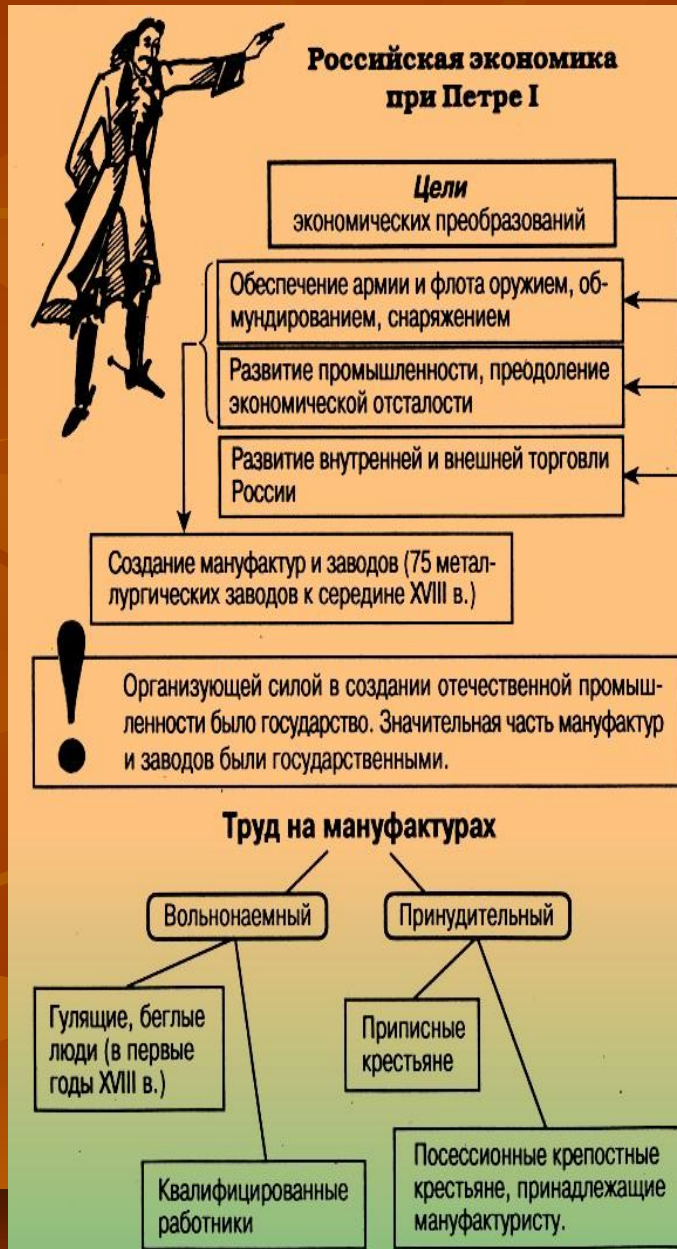 Российская экономика
при Петре I
Цели
экономических преобразований
Обеспечение армии и флота оружием, об-
мундированием, снаряжением
Развитие промышленности, преодоление
экономической отсталости
Развитие внутренней и внешней торговли
России
Создание мануфактур и заводов (75 метал-
лургических заводов к середине XVIII в.)
!
Организующей силой в создании отечественной промыш-
ленности было государство. Значительная часть мануфактур
и заводов были государственными.
Труд на мануфактурах
Вольнонаемный
Принудительный
Гулящие, беглые
люди (в первые
годы XVIII в.)
Приписные
крестьяне
Квалифицированные
работники
Посессионные крепостные
крестьяне, принадлежащие
мануфактуристу.